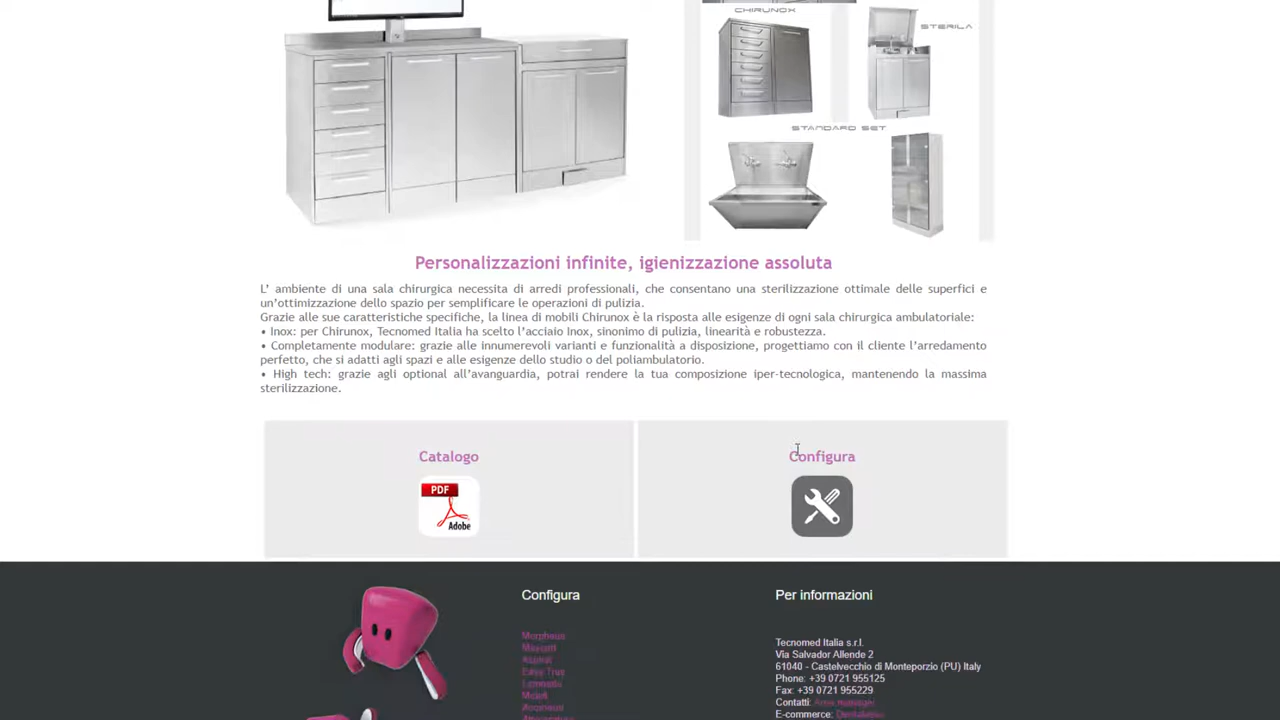 CHIRUNOX
STERILA
STANDARD SET
Personalizzazioni infinite, igienizzazione assoluta
L' ambiente di una sala chirurgica necessita di arredi professionali, che consentano una sterilizzazione ottimale delle superfici e
un'ottimizzazione dello spazio per semplificare le operazioni di pulizia.
Grazie alle sue caratteristiche specifiche, la linea di mobili Chirunox è la risposta alle esigenze di ogni sala chirurgica ambulatoriale:
• Inox: per Chirunox, Tecnomed Italia ha scelto l'acciaio Inox, sinonimo di pulizia, linearità e robustezza.
• Completamente modulare: grazie alle innumerevoli varianti e funzionalità a disposizione, progettiamo con il cliente l'arredamento
perfetto, che si adatti agli spazi e alle esigenze dello studio o del poliambulatorio.
• High tech: grazie agli optional all'avanguardia, potrai rendere la tua composizione iper-tecnologica, mantenendo la massima
sterilizzazione.
Catalogo
PDF
Adobe
Configura
Configura
Morpheus
Per informazioni
Tecnomed Italia s.r.l.
Via Salvador Allende 2
61040 - Castelvecchio di Monteporzio (PU) Italy
Phone: +39 0721 955125
Fax: +39 0721 955229
Contatti:
E-commerce: